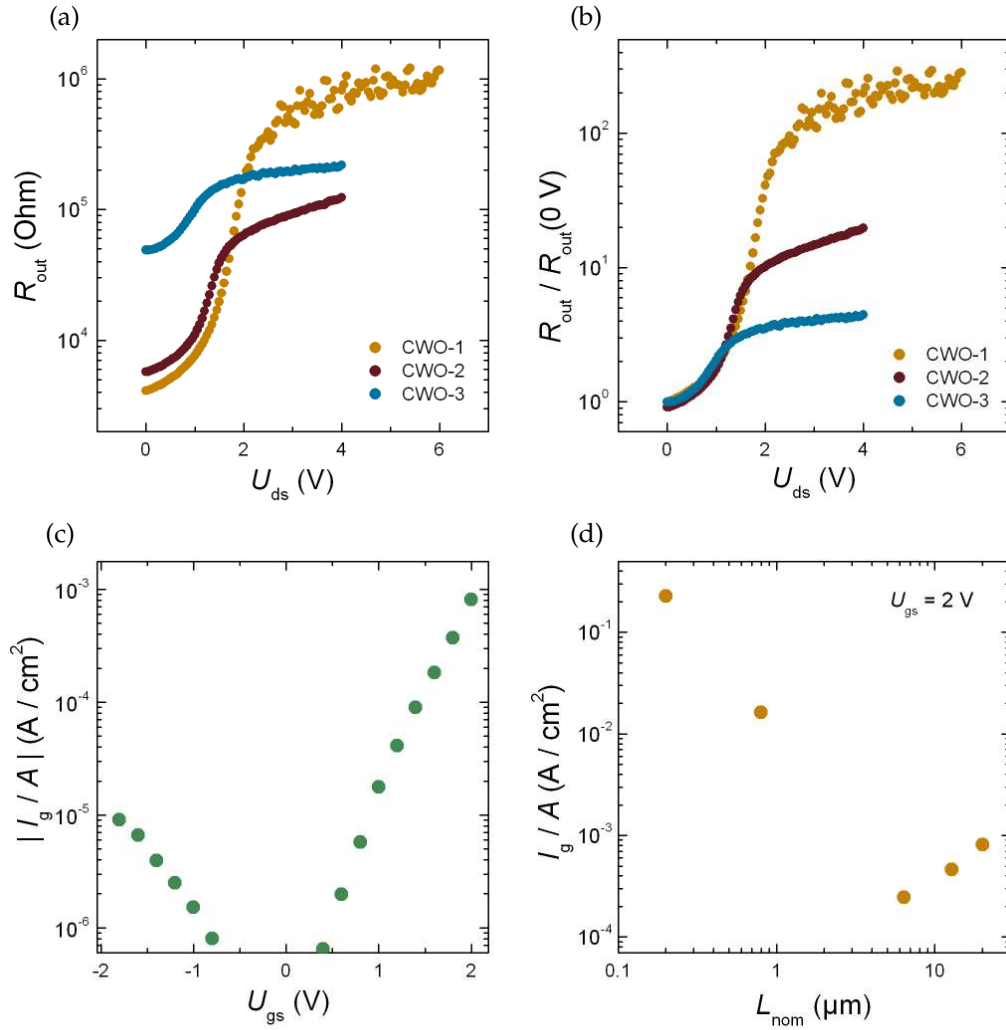 (a)
10^6
10^5
10^4
R_out (Ohm)
CWO-1
CWO-2
CWO-3
0 2 4 6
U_ds (V)
(b)
10^2
10^1
10^0
R_out / R_out(0 V)
CWO-1
CWO-2
CWO-3
0 2 4 6
U_ds (V)
(c)
10^-3
10^-4
10^-5
10^-6
| I_g / A | (A / cm^2)
-2 -1 0 1 2
U_gs (V)
(d)
U_gs = 2 V
10^-1
10^-2
10^-3
10^-4
I_g / A (A / cm^2)
0.1 1 10
L_nom (µm)